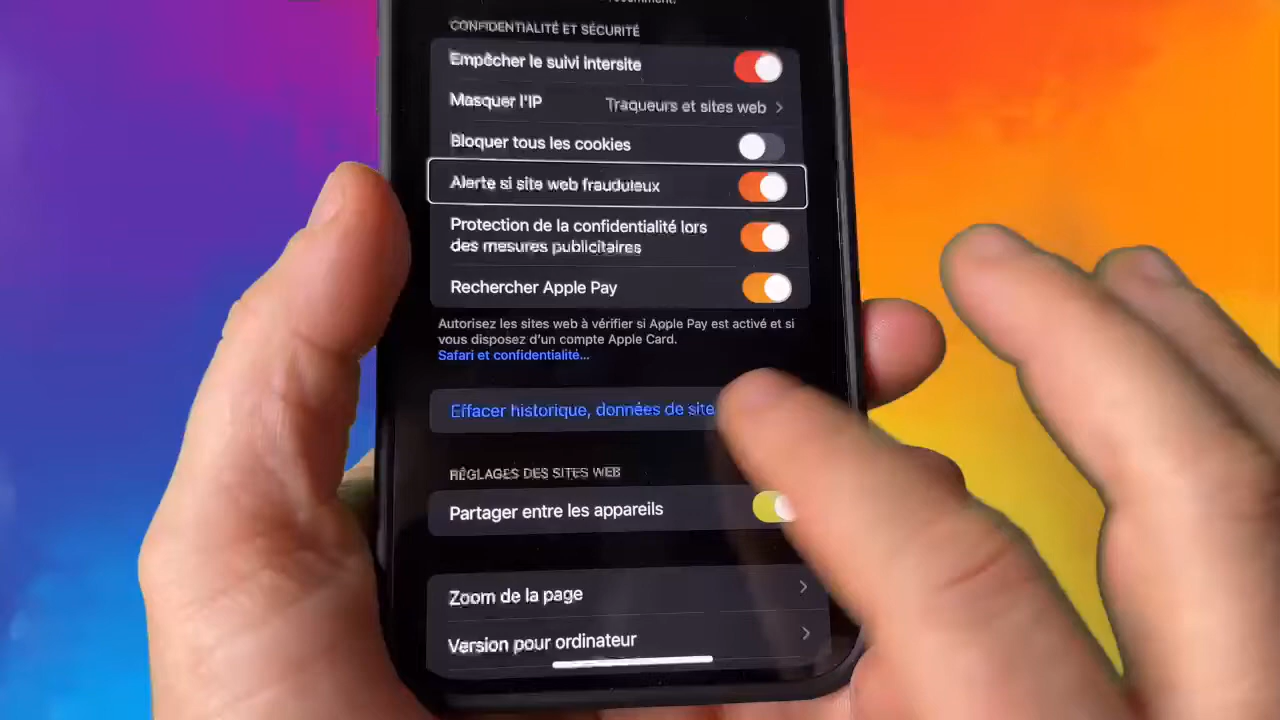 CONFIDENTIALITÉ ET SÉCURITÉ
Empêcher le suivi intersite
Masquer l'IP Traqueurs et sites web
Bloquer tous les cookies
Alerte si site web frauduleux
Protection de la confidentialité lors
des mesures publicitaires
Rechercher Apple Pay
Autorisez les sites web à vérifier si Apple Pay est activé et si
vous disposez d'un compte Apple Card.
Safari et confidentialité...
Effacer historique, données de site
RÉGLAGES DES SITES WEB
Partager entre les appareils
Zoom de la page
Version pour ordinateur